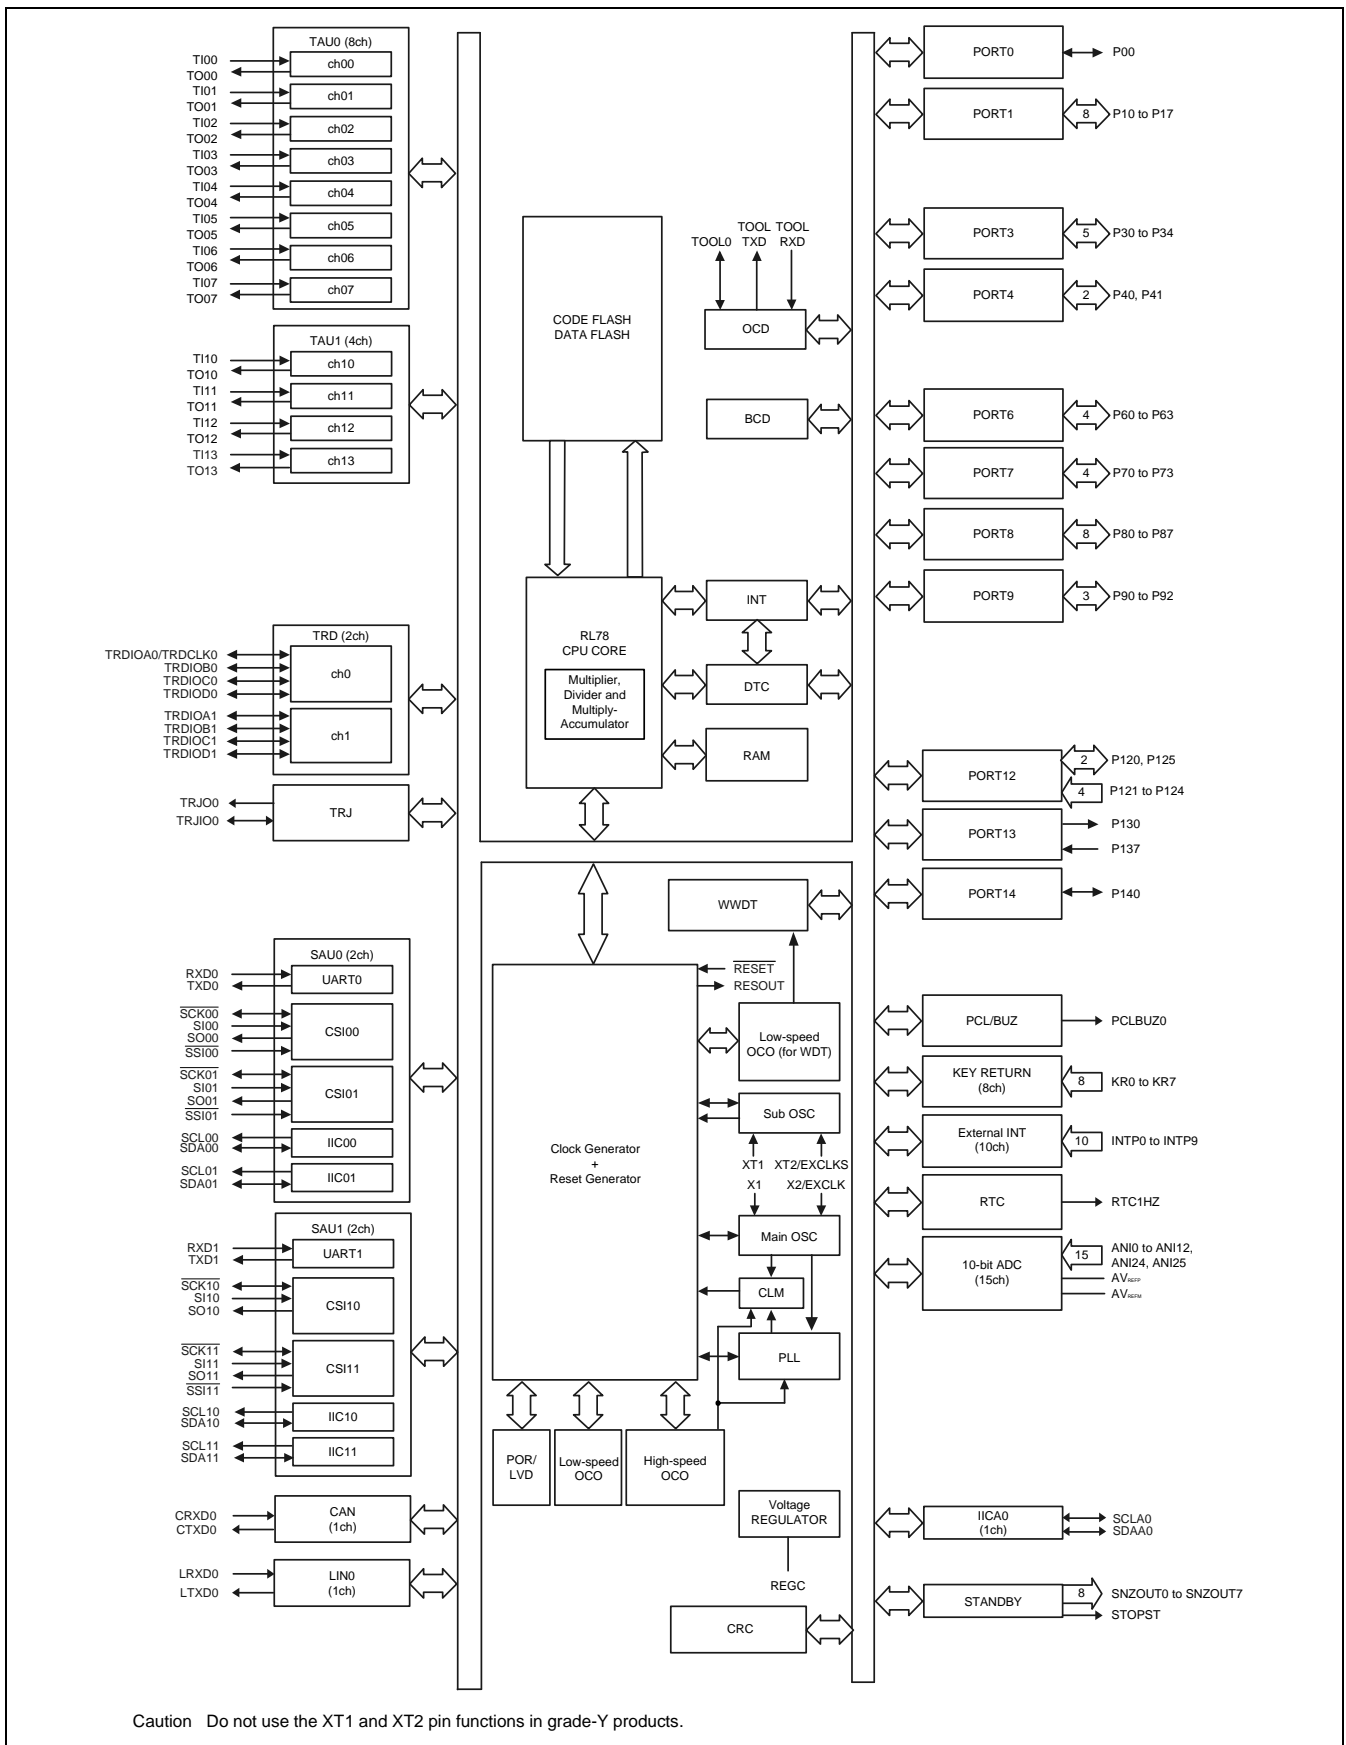 TAU0 (8ch)
TI00
TO00
ch00
TI01
TO01
ch01
TI02
TO02
ch02
TI03
TO03
ch03
TI04
TO04
ch04
TI05
TO05
ch05
TI06
TO06
ch06
TI07
TO07
ch07
TAU1 (4ch)
TI10
TO10
ch10
TI11
TO11
ch11
TI12
TO12
ch12
TI13
TO13
ch13
TRD (2ch)
TRDIOA0/TRDCLK0
TRDIOB0
TRDIOC0
TRDIOD0
ch0
TRDIOA1
TRDIOB1
TRDIOC1
TRDIOD1
ch1
TRJO0
TRJIO0
TRJ
SAU0 (2ch)
RXD0
TXD0
UART0
SCK00
SI00
SO00
SSI00
CSI00
SCK01
SI01
SO01
SSI01
CSI01
SCL00
SDA00
IIC00
SCL01
SDA01
IIC01
SAU1 (2ch)
RXD1
TXD1
UART1
SCK10
SI10
SO10
CSI10
SCK11
SI11
SO11
SSI11
CSI11
SCL10
SDA10
IIC10
SCL11
SDA11
IIC11
CRXD0
CTXD0
CAN
(1ch)
LRXD0
LTXD0
LIN0
(1ch)
CODE FLASH
DATA FLASH
TOOL0
TOOL
TXD
TOOL
RXD
OCD
BCD
RL78
CPU CORE
Multiplier,
Divider and
Multiply-
Accumulator
INT
DTC
RAM
WWDT
RESET
RESOUT
Low-speed
OCO (for WDT)
Clock Generator
+
Reset Generator
Sub OSC
XT1
XT2/EXCLKS
X1
X2/EXCLK
Main OSC
CLM
PLL
POR/
LVD
Low-speed
OCO
High-speed
OCO
Voltage
REGULATOR
REGC
CRC
PORT0
P00
PORT1
8
P10 to P17
PORT3
5
P30 to P34
PORT4
2
P40, P41
PORT6
4
P60 to P63
PORT7
4
P70 to P73
PORT8
8
P80 to P87
PORT9
3
P90 to P92
PORT12
2
P120, P125
4
P121 to P124
PORT13
P130
P137
PORT14
P140
PCL/BUZ
PCLBUZ0
KEY RETURN
(8ch)
8
KR0 to KR7
External INT
(10ch)
10
INTP0 to INTP9
RTC
RTC1HZ
10-bit ADC
(15ch)
15
ANI0 to ANI12,
ANI24, ANI25
AVREFP
AVREFM
IICA0
(1ch)
SCLA0
SDAA0
STANDBY
8
SNZOUT0 to SNZOUT7
STOPST
Caution Do not use the XT1 and XT2 pin functions in grade-Y products.